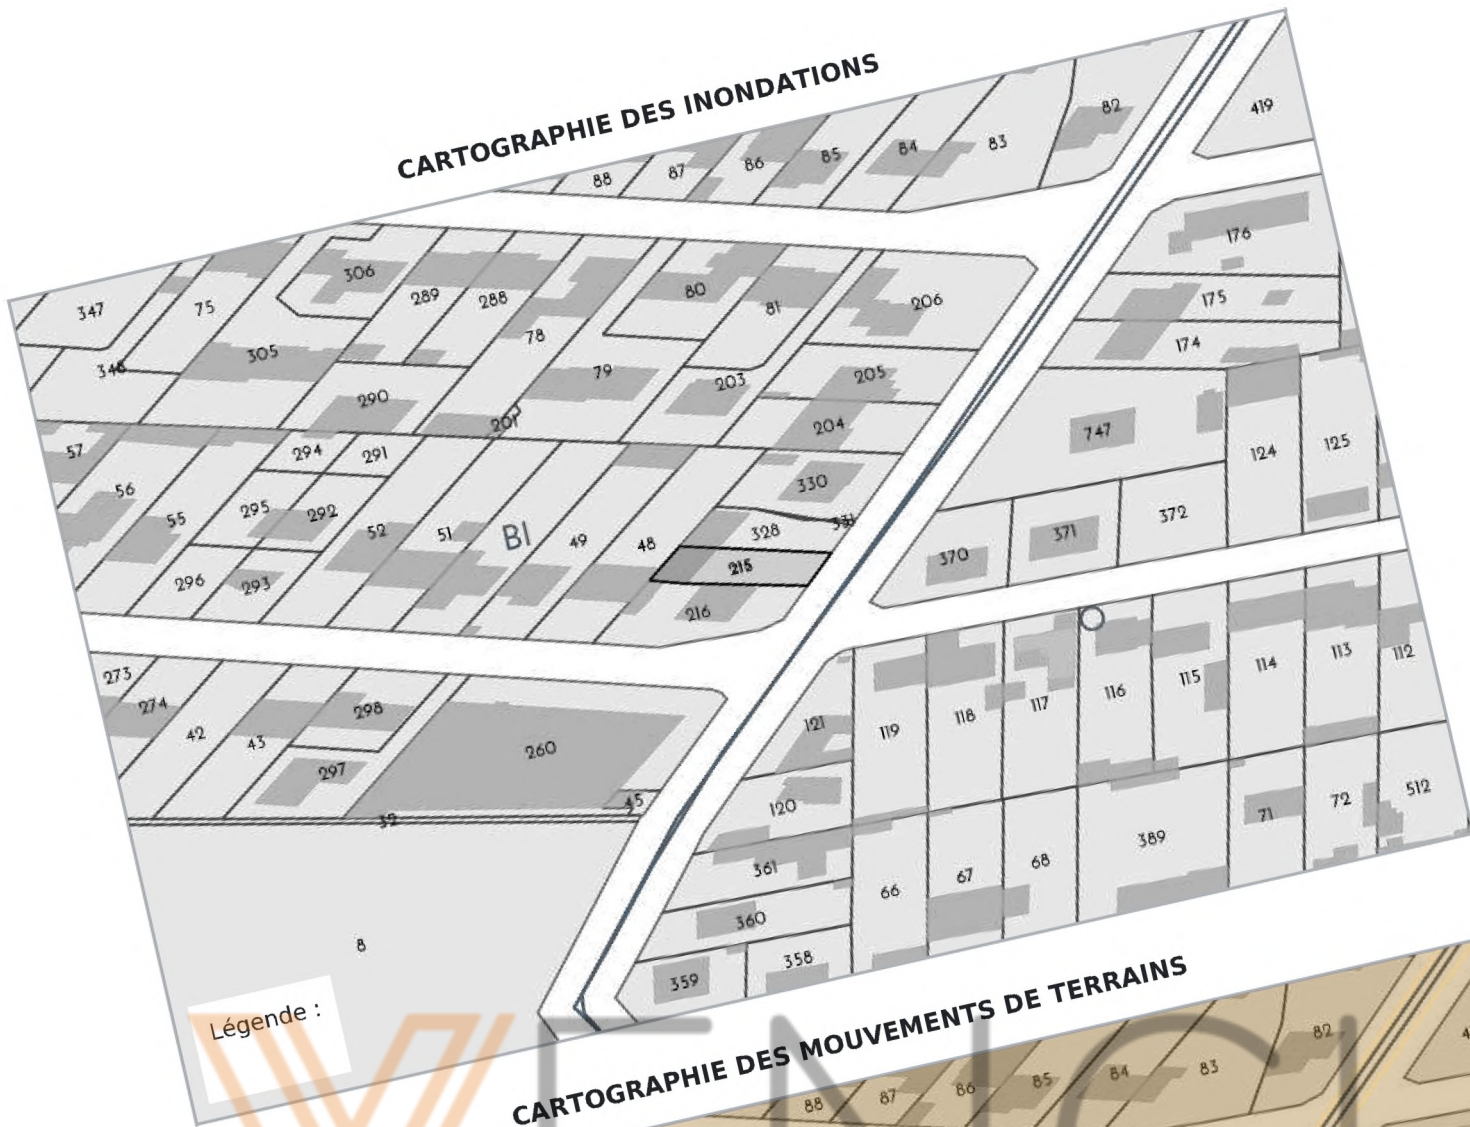 CARTOGRAPHIE DES INONDATIONS
88 87 86 85 84 83 82 419
176
347 75 306 289 288 78 80 81 206 175
305 79 203 205 174
290 201 204 747 124 125
57 294 291 330
56 55 295 292 52 51 BI 49 48 328 331 370 371 372
296 293 215
216
273 274 42 43 298 260 121 119 118 117 116 115 114 113 112
297 45 120
32
361 66 67 68 389 71 72 512
8 360
359 358
Légende :
CARTOGRAPHIE DES MOUVEMENTS DE TERRAINS
88 87 86 85 84 83 82